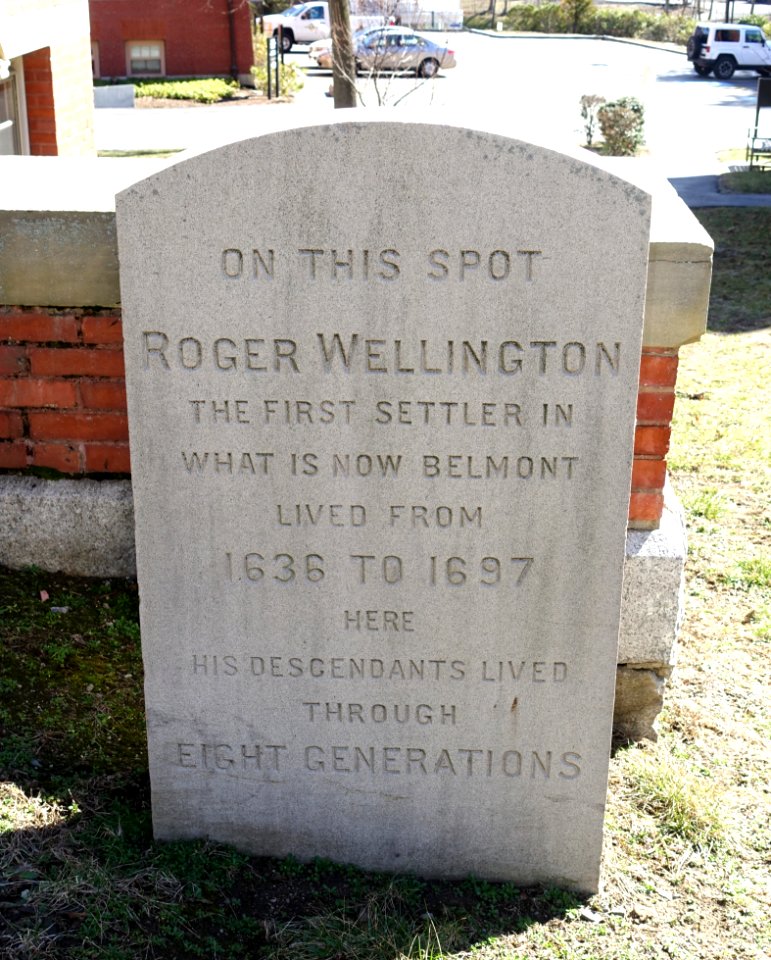 ON THIS SPOT
ROGER WELLINGTON
THE FIRST SETTLER IN
WHAT IS NOW BELMONT
LIVED FROM
1636 TO 1697
HERE
HIS DESCENDANTS LIVED
THROUGH
EIGHT GENERATIONS